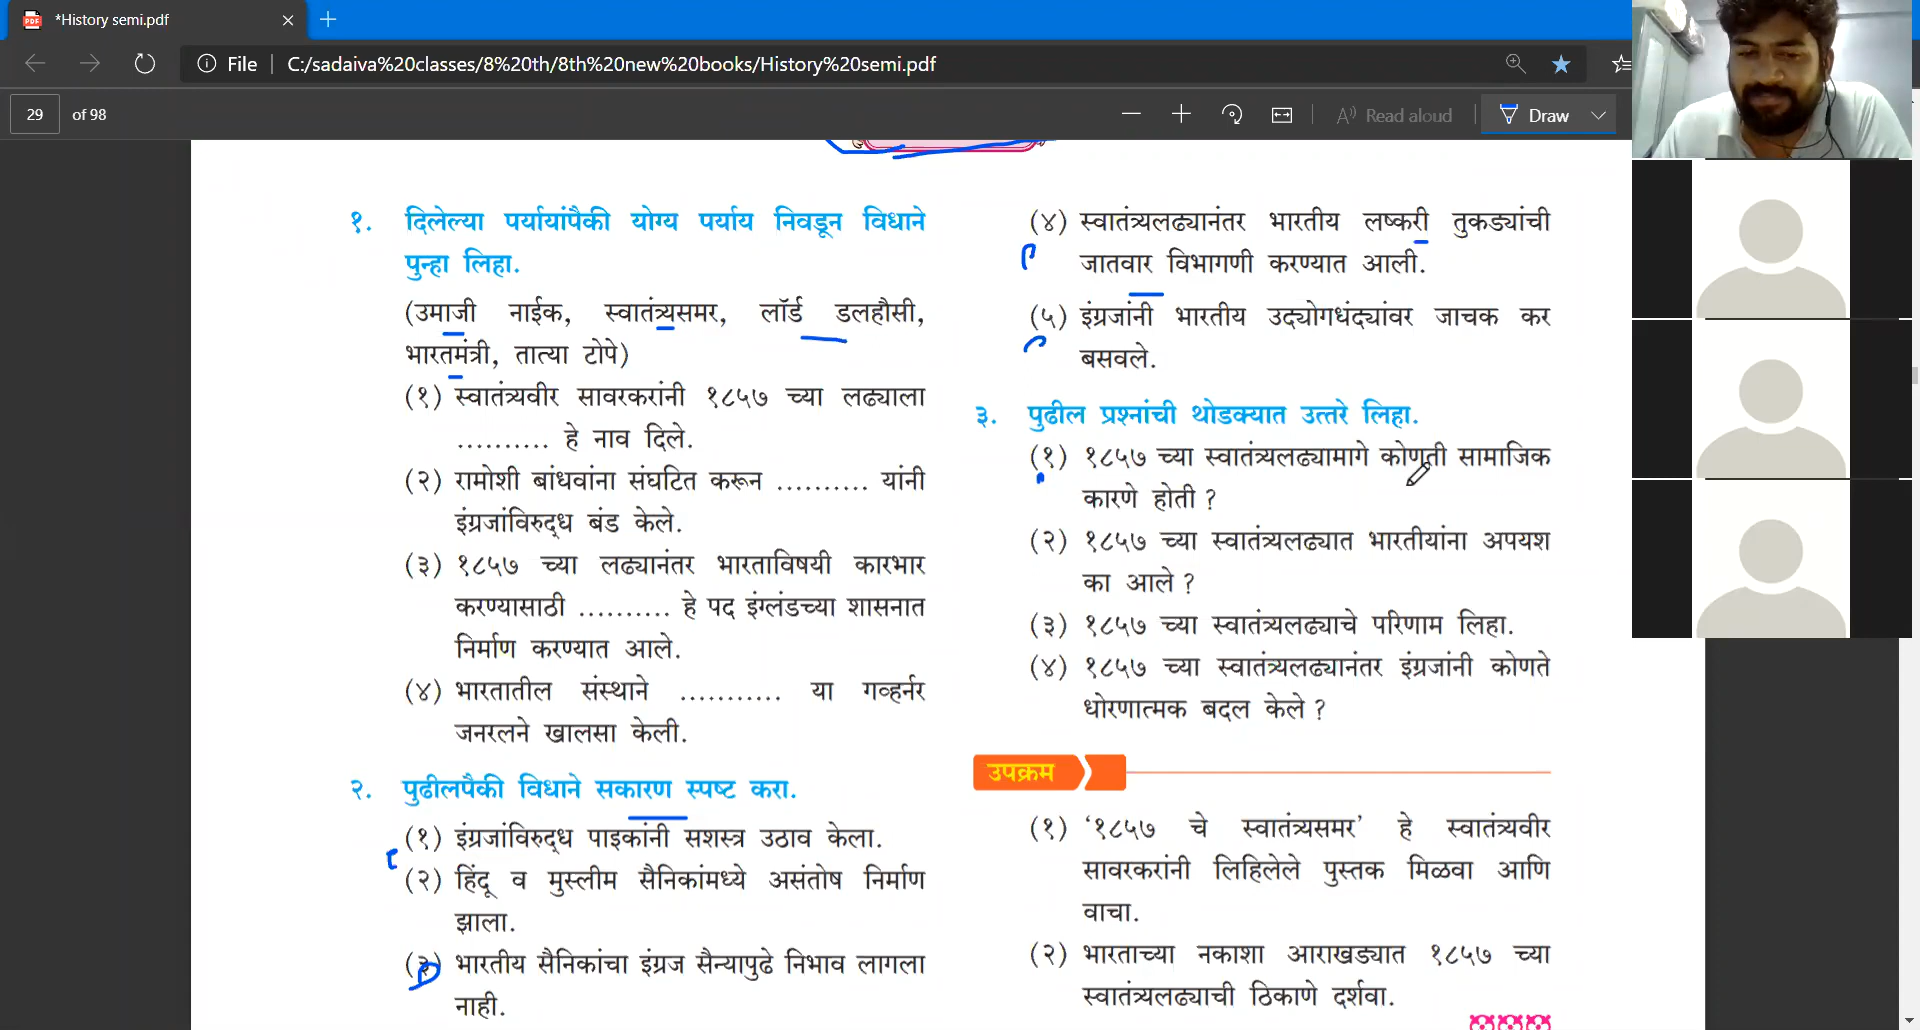 *History semi.pdf
File
C:/sadaiva%20classes/8%20th/8th%20new%20books/History%20semi.pdf
29 of 98
Read aloud
Draw
१. दिलेल्या पर्यायांपैकी योग्य पर्याय निवडून विधाने
पुन्हा लिहा.
(उमाजी नाईक, स्वातंत्र्यसमर, लॉर्ड डलहौसी,
भारतमंत्री, तात्या टोपे)
(१) स्वातंत्र्यवीर सावरकरांनी १८५७ च्या लढ्याला
.......... हे नाव दिले.
(२) रामोशी बांधवांना संघटित करून .......... यांनी
इंग्रजांविरुद्ध बंड केले.
(३) १८५७ च्या लढ्यानंतर भारताविषयी कारभार
करण्यासाठी .......... हे पद इंग्लंडच्या शासनात
निर्माण करण्यात आले.
(४) भारतातील संस्थाने ........... या गव्हर्नर
जनरलने खालसा केली.
२. पुढीलपैकी विधाने सकारण स्पष्ट करा.
(१) इंग्रजांविरुद्ध पाइकांनी सशस्त्र उठाव केला.
(२) हिंदू व मुस्लीम सैनिकांमध्ये असंतोष निर्माण
झाला.
(३) भारतीय सैनिकांचा इंग्रज सैन्यापुढे निभाव लागला
नाही.
(४) स्वातंत्र्यलढ्यानंतर भारतीय लष्करी तुकड्यांची
जातवार विभागणी करण्यात आली.
(५) इंग्रजांनी भारतीय उद्योगधंद्यांवर जाचक कर
बसवले.
३. पुढील प्रश्नांची थोडक्यात उत्तरे लिहा.
(१) १८५७ च्या स्वातंत्र्यलढ्यामागे कोणती सामाजिक
कारणे होती ?
(२) १८५७ च्या स्वातंत्र्यलढ्यात भारतीयांना अपयश
का आले ?
(३) १८५७ च्या स्वातंत्र्यलढ्याचे परिणाम लिहा.
(४) १८५७ च्या स्वातंत्र्यलढ्यानंतर इंग्रजांनी कोणते
धोरणात्मक बदल केले ?
उपक्रम
(१) ‘१८५७ चे स्वातंत्र्यसमर’ हे स्वातंत्र्यवीर
सावरकरांनी लिहिलेले पुस्तक मिळवा आणि
वाचा.
(२) भारताच्या नकाशा आराखड्यात १८५७ च्या
स्वातंत्र्यलढ्याची ठिकाणे दर्शवा.